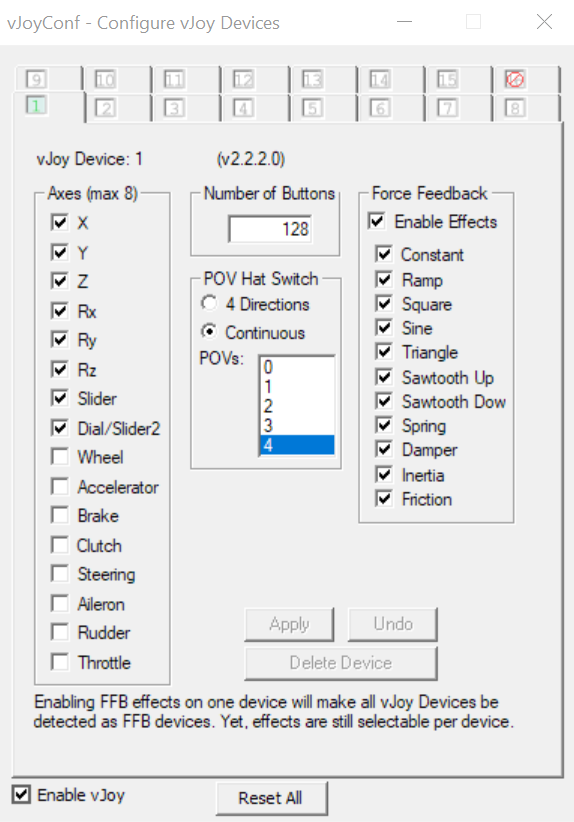 vJoyConf - Configure vJoy Devices
9 10 11 12 13 14 15
1 2 3 4 5 6 7 8
vJoy Device: 1 (v2.2.2.0)
Axes (max 8)
X
Y
Z
Rx
Ry
Rz
Slider
Dial/Slider2
Wheel
Accelerator
Brake
Clutch
Steering
Aileron
Rudder
Throttle
Number of Buttons
128
POV Hat Switch
4 Directions
Continuous
POVs:
0
1
2
3
4
Force Feedback
Enable Effects
Constant
Ramp
Square
Sine
Triangle
Sawtooth Up
Sawtooth Dow
Spring
Damper
Inertia
Friction
Apply Undo
Delete Device
Enabling FFB effects on one device will make all vJoy Devices be
detected as FFB devices. Yet, effects are still selectable per device.
Enable vJoy Reset All